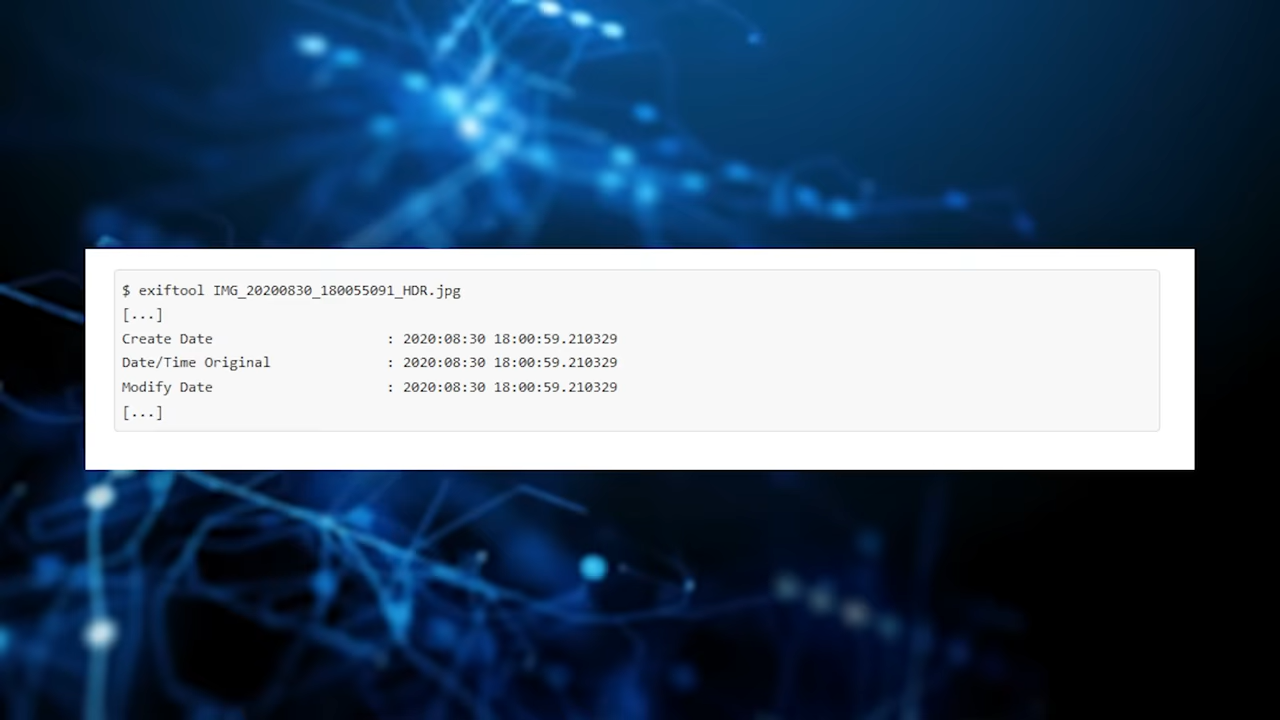 $ exiftool IMG_20200830_180055091_HDR.jpg
[...]
Create Date : 2020:08:30 18:00:59.210329
Date/Time Original : 2020:08:30 18:00:59.210329
Modify Date : 2020:08:30 18:00:59.210329
[...]